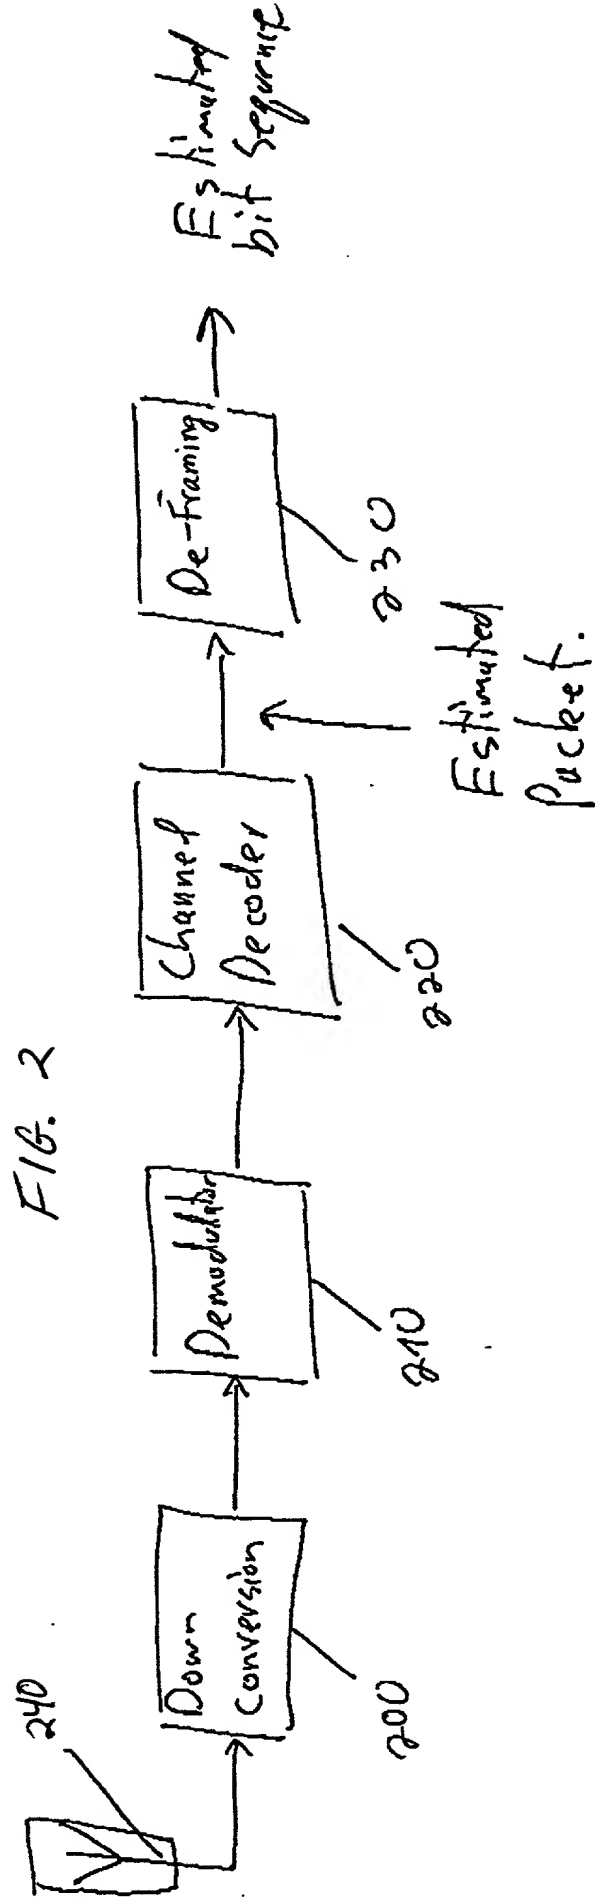 FIG. 2
240
Down
Conversion
200
Demodulator
210
Channel
Decoder
220
Estimated
Packet.
De-Framing
230
Estimated
bit sequence